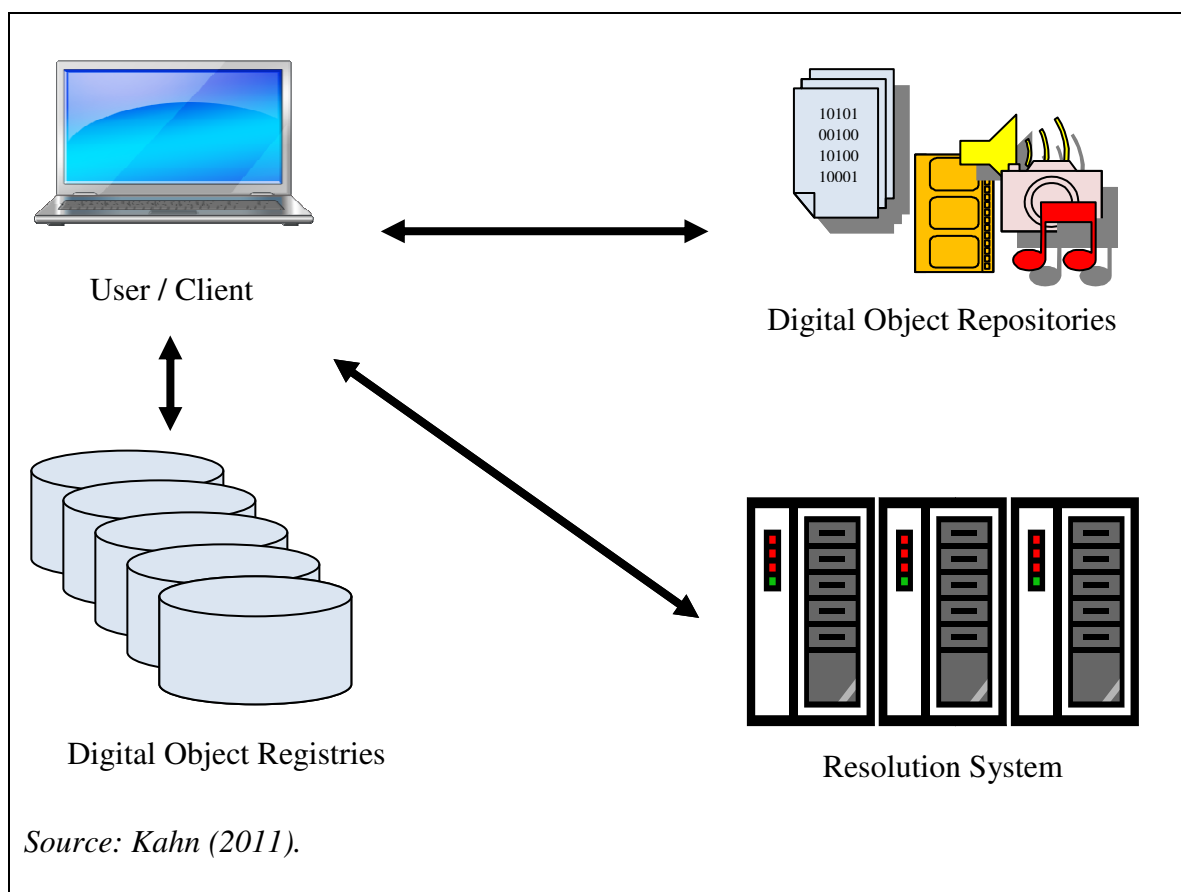 10101
00100
10100
10001
User / Client
Digital Object Repositories
Digital Object Registries
Resolution System
Source: Kahn (2011).